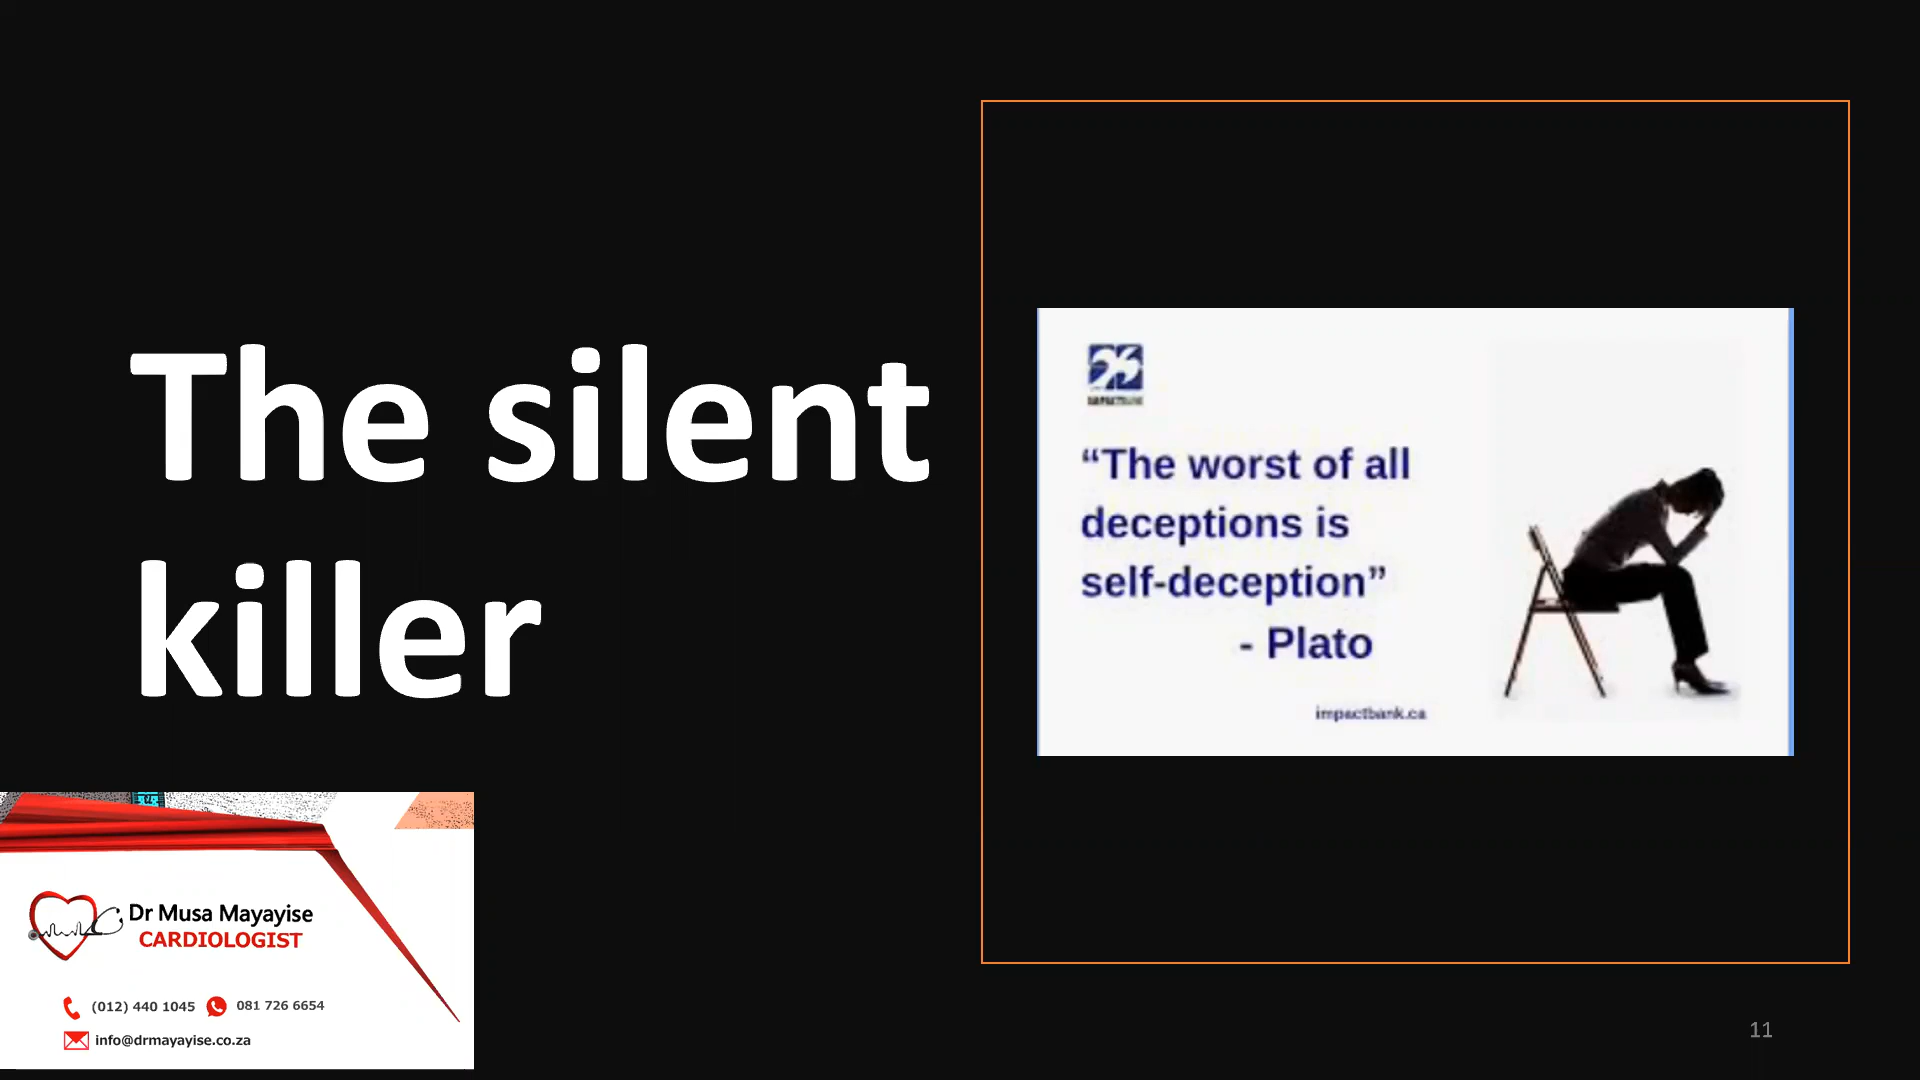 The silent
killer
“The worst of all
deceptions is
self-deception”
- Plato
impactbank.ca
Dr Musa Mayayise
CARDIOLOGIST
(012) 440 1045 081 726 6654
info@drmayayise.co.za
11